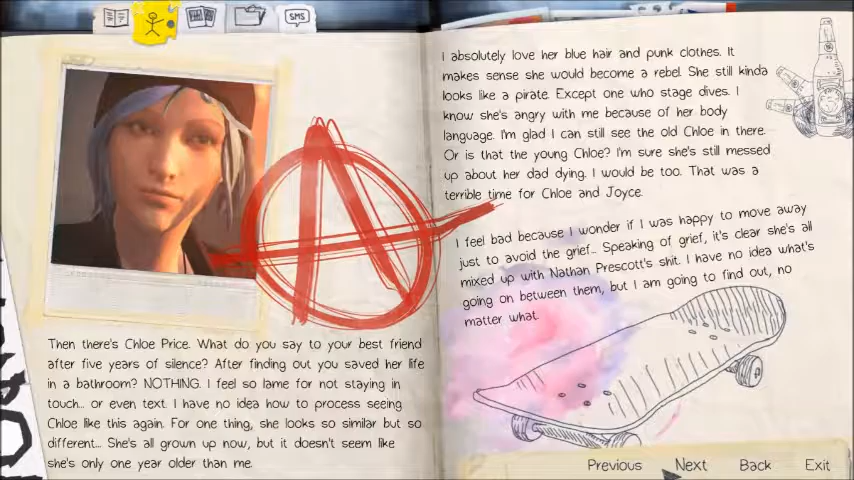 SMS
Then there's Chloe Price. What do you say to your best friend
after five years of silence? After finding out you saved her life
in a bathroom? NOTHING. I feel so lame for not staying in
touch... or even text. I have no idea how to process seeing
Chloe like this again. For one thing, she looks so similar but so
different... She's all grown up now, but it doesn't seem like
she's only one year older than me.
I absolutely love her blue hair and punk clothes. It
makes sense she would become a rebel. She still kinda
looks like a pirate. Except one who stage dives. I
know she's angry with me because of her body
language. I'm glad I can still see the old Chloe in there.
Or is that the young Chloe? I'm sure she's still messed
up about her dad dying. I would be too. That was a
terrible time for Chloe and Joyce.
I feel bad because I wonder if I was happy to move away
just to avoid the grief... Speaking of grief, it's clear she's all
mixed up with Nathan Prescott's shit. I have no idea what's
going on between them, but I am going to find out, no
matter what.
Previous Next Back Exit